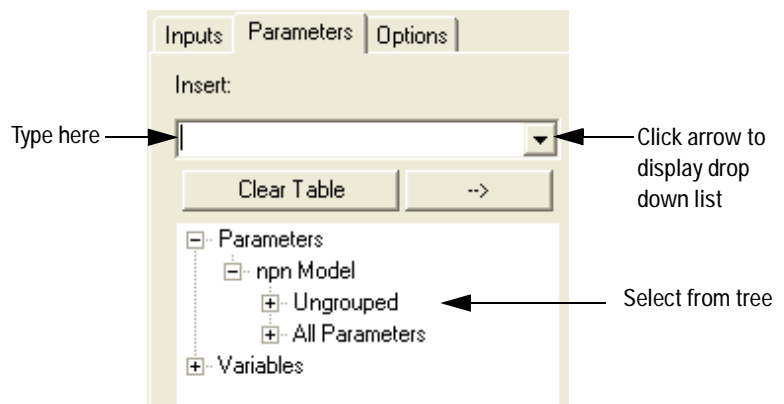 Inputs Parameters Options
Insert:
Type here
Click arrow to
display drop
down list
Clear Table -->
Parameters
npn Model
Ungrouped
Select from tree
All Parameters
Variables